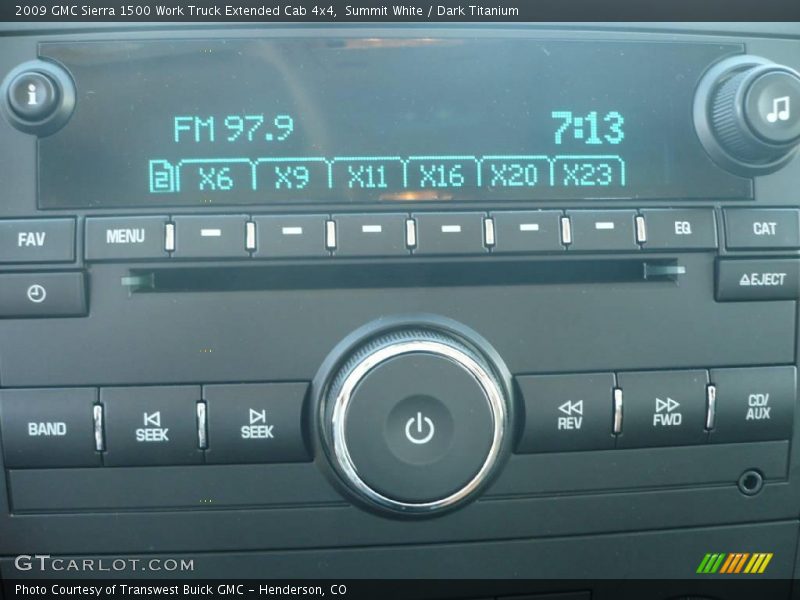 2009 GMC Sierra 1500 Work Truck Extended Cab 4x4, Summit White / Dark Titanium
i
FM 97.9 7:13
2 X6 X9 X11 X16 X20 X23
FAV MENU EQ CAT
EJECT
BAND SEEK SEEK REV FWD CD/
AUX
GTCARLOT.COM
Photo Courtesy of Transwest Buick GMC - Henderson, CO